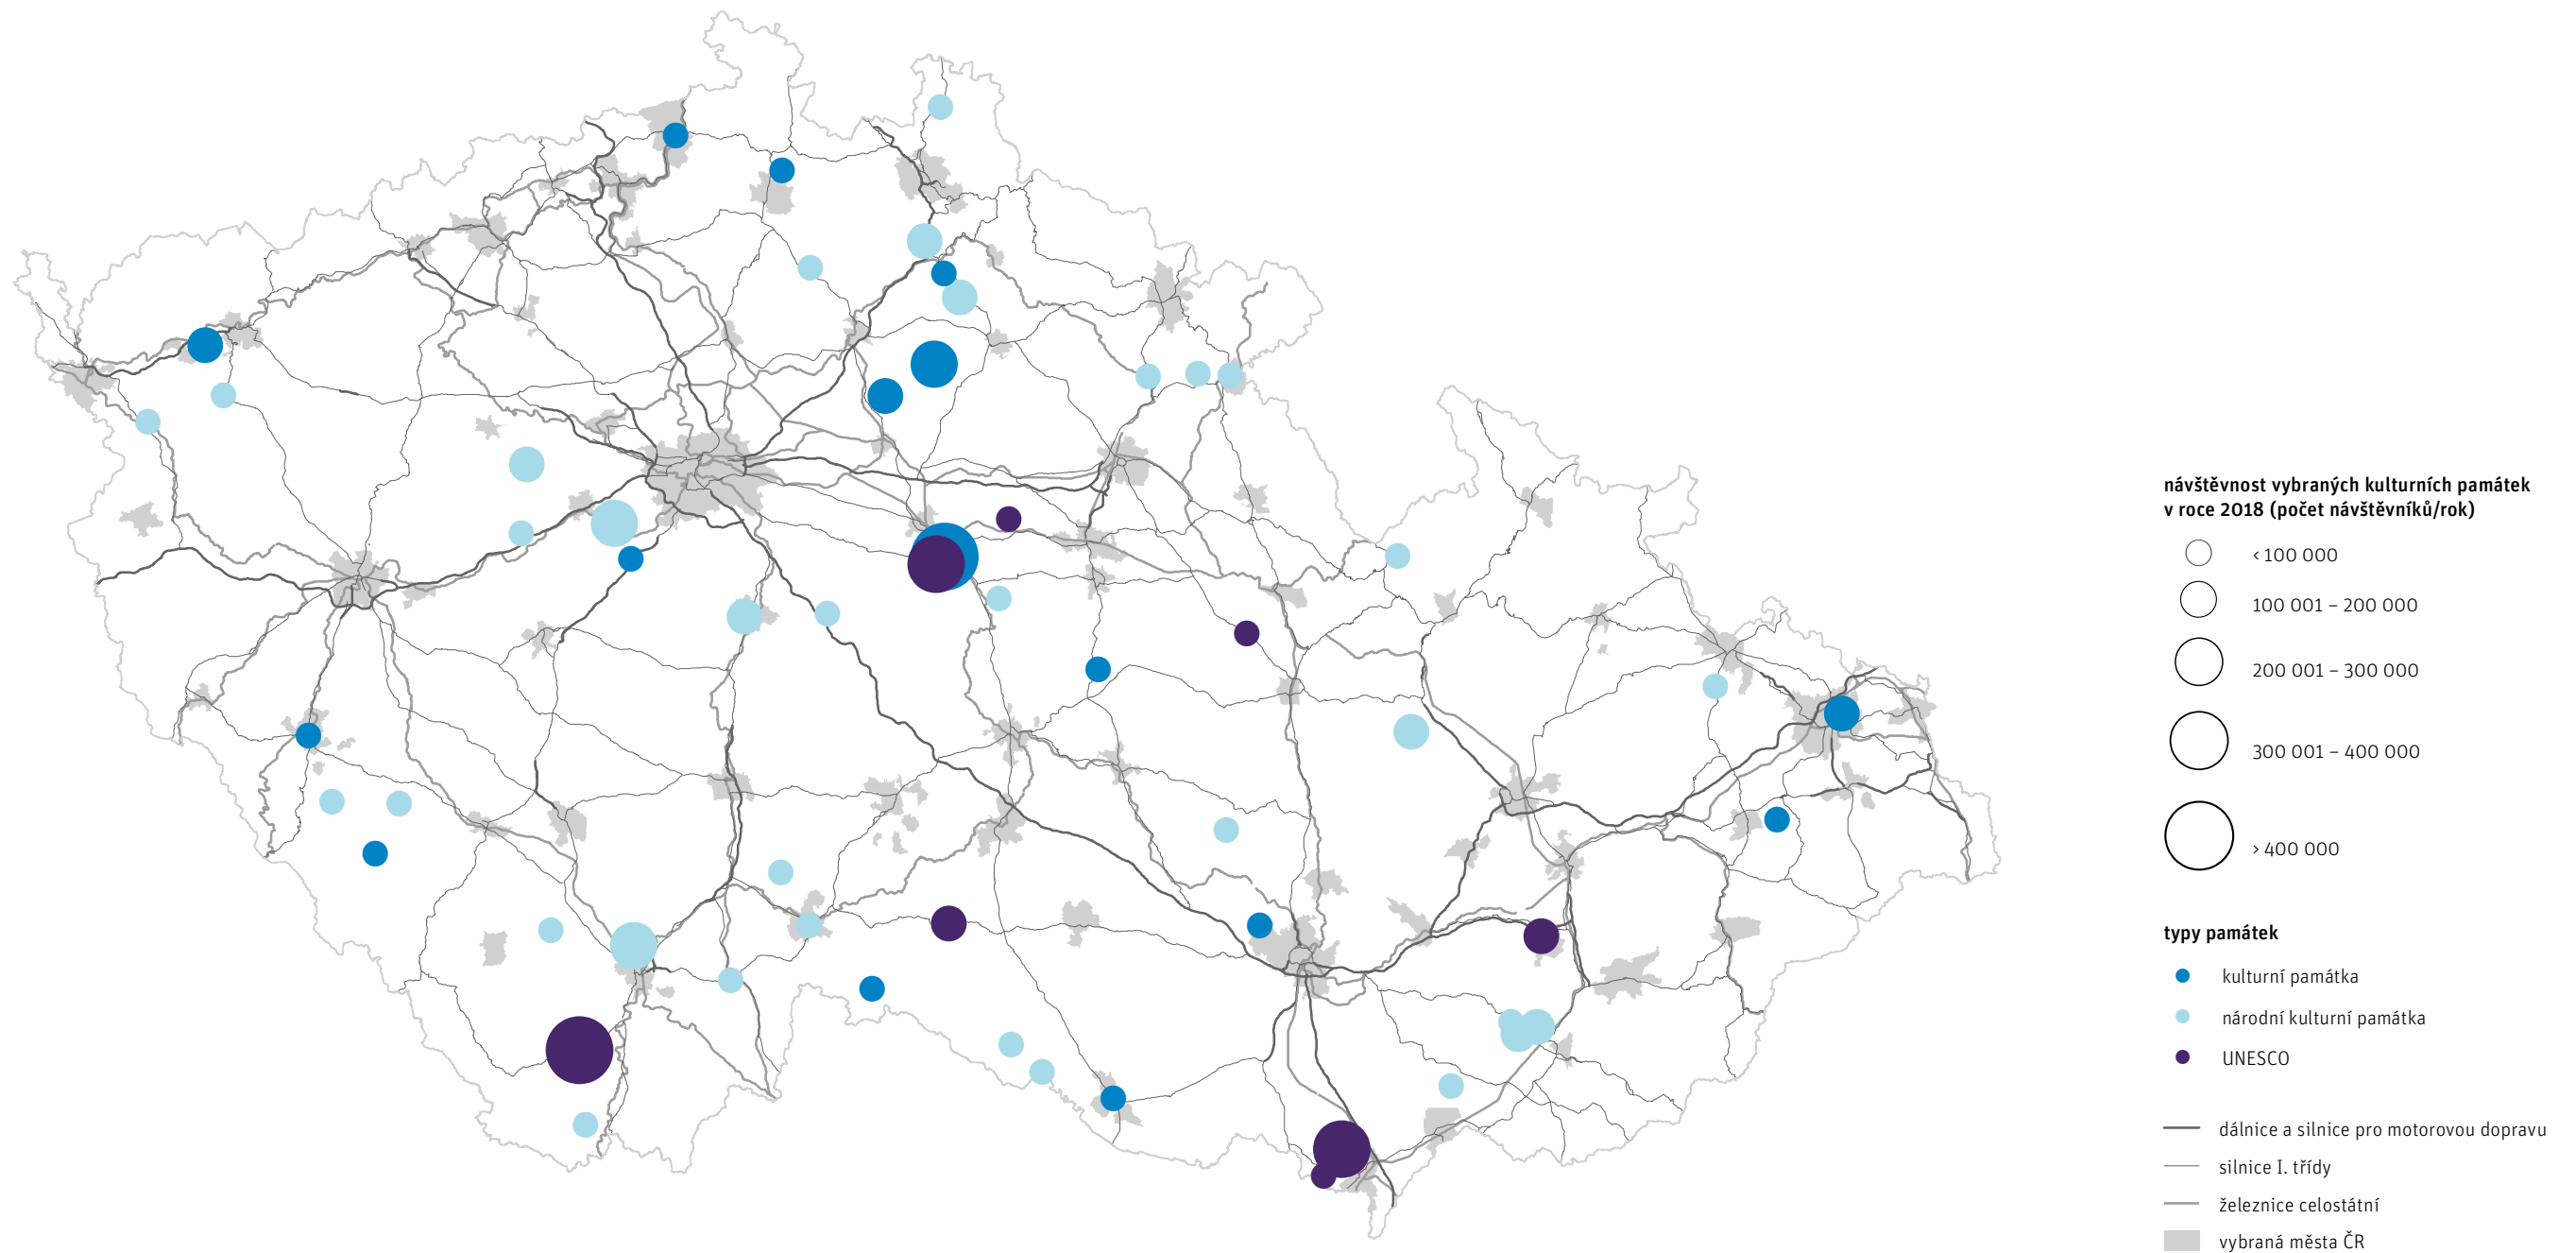 návštěvnost vybraných kulturních památek
v roce 2018 (počet návštěvníků/rok)
< 100 000
100 001 – 200 000
200 001 – 300 000
300 001 – 400 000
> 400 000
typy památek
kulturní památka
národní kulturní památka
UNESCO
dálnice a silnice pro motorovou dopravu
silnice I. třídy
železnice celostátní
vybraná města ČR